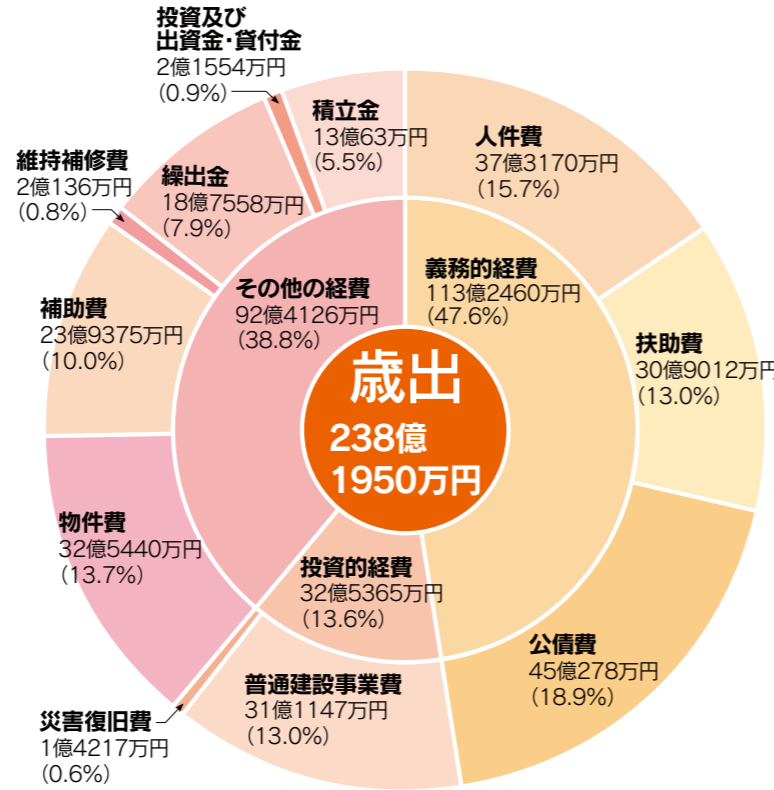 歳出
238億
1950万円
義務的経費
113億2460万円
(47.6%)
人件費
37億3170万円
(15.7%)
扶助費
30億9012万円
(13.0%)
公債費
45億278万円
(18.9%)
投資的経費
32億5365万円
(13.6%)
普通建設事業費
31億1147万円
(13.0%)
災害復旧費
1億4217万円
(0.6%)
その他の経費
92億4126万円
(38.8%)
物件費
32億5440万円
(13.7%)
補助費
23億9375万円
(10.0%)
維持補修費
2億136万円
(0.8%)
繰出金
18億7558万円
(7.9%)
投資及び
出資金・貸付金
2億1554万円
(0.9%)
積立金
13億63万円
(5.5%)